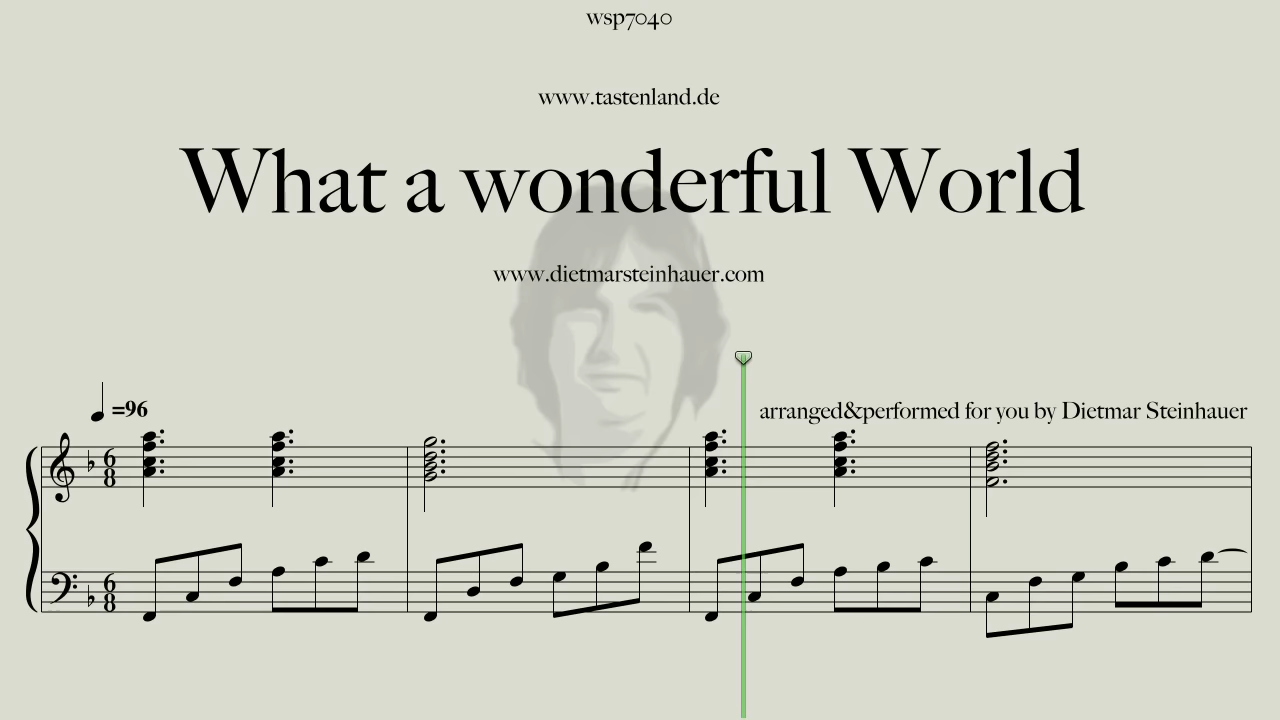 wsp7040
www.tastenland.de
What a wonderful World
www.dietmarsteinhauer.com
=96
arranged&performed for you by Dietmar Steinhauer
6
8
6
8